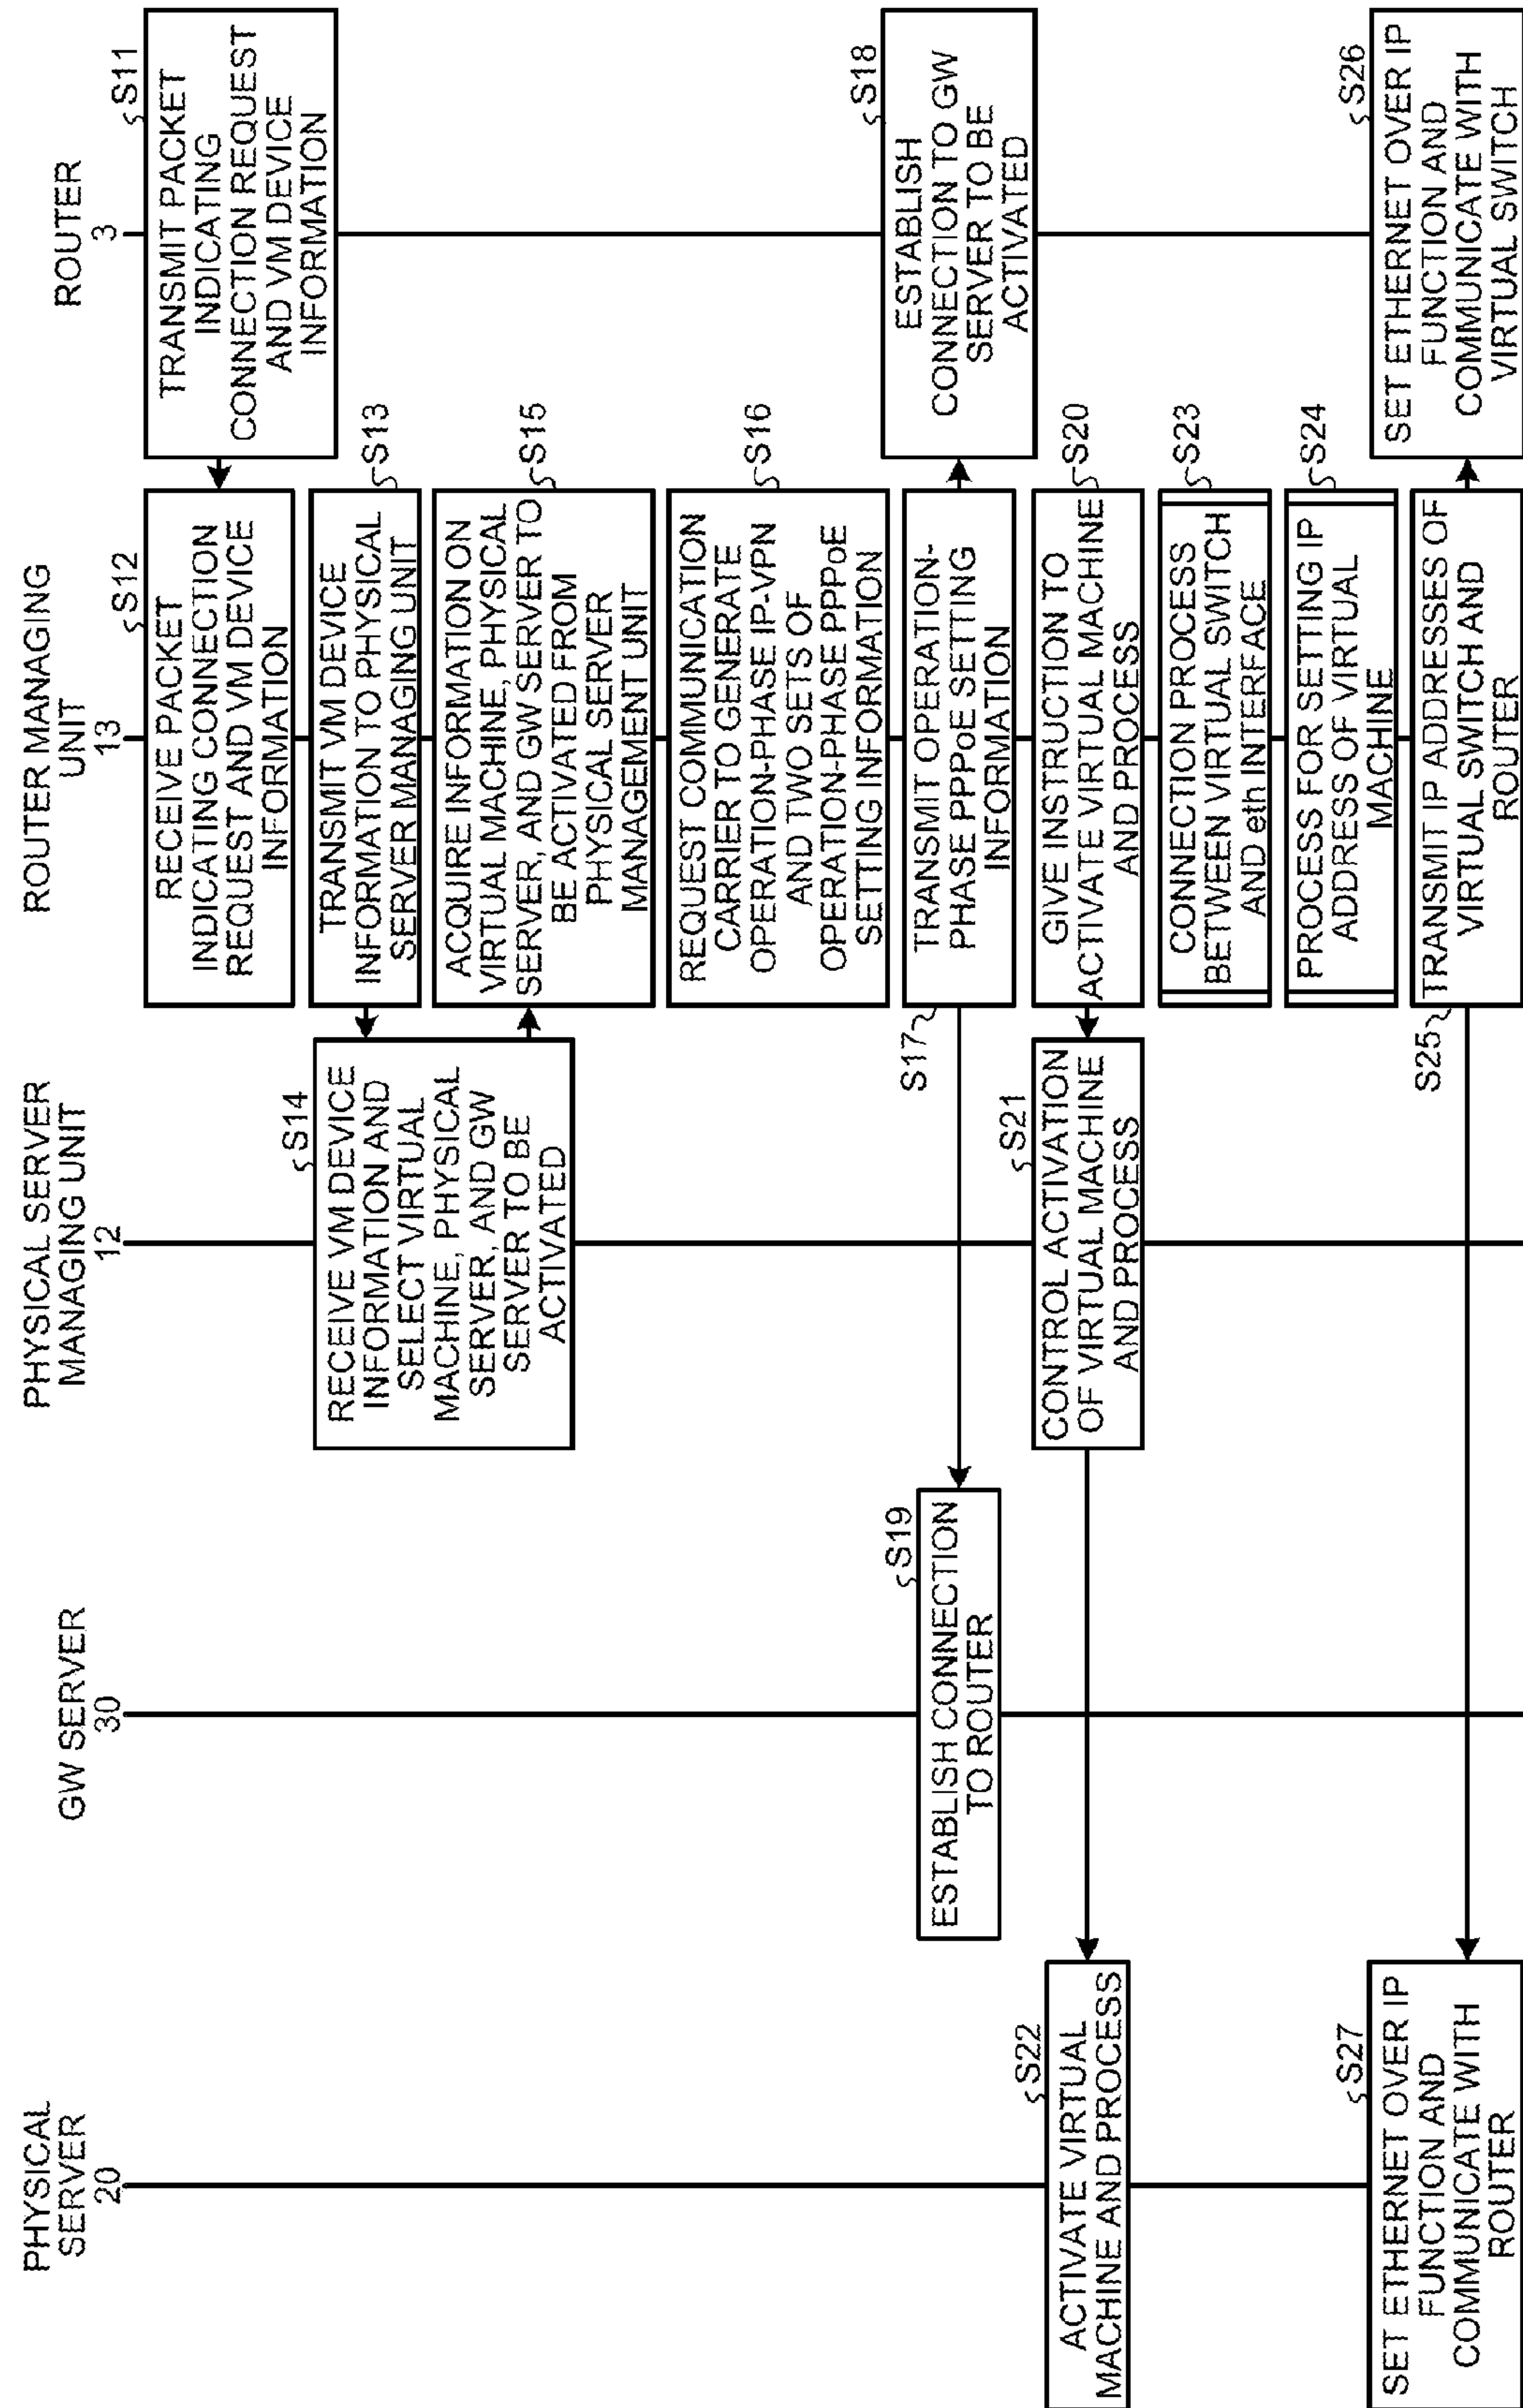 PHYSICAL
SERVER
20
GW SERVER
30
PHYSICAL SERVER
MANAGING UNIT
12
ROUTER MANAGING
UNIT
13
ROUTER
3
S11
TRANSMIT PACKET
INDICATING
CONNECTION REQUEST
AND VM DEVICE
INFORMATION
S12
RECEIVE PACKET
INDICATING CONNECTION
REQUEST AND VM DEVICE
INFORMATION
S13
TRANSMIT VM DEVICE
INFORMATION TO PHYSICAL
SERVER MANAGING UNIT
S14
RECEIVE VM DEVICE
INFORMATION AND
SELECT VIRTUAL
MACHINE, PHYSICAL
SERVER, AND GW
SERVER TO BE
ACTIVATED
S15
ACQUIRE INFORMATION ON
VIRTUAL MACHINE, PHYSICAL
SERVER, AND GW SERVER TO
BE ACTIVATED FROM
PHYSICAL SERVER
MANAGEMENT UNIT
S16
REQUEST COMMUNICATION
CARRIER TO GENERATE
OPERATION-PHASE IP-VPN
AND TWO SETS OF
OPERATION-PHASE PPPoE
SETTING INFORMATION
S17
TRANSMIT OPERATION-
PHASE PPPoE SETTING
INFORMATION
S18
ESTABLISH
CONNECTION TO GW
SERVER TO BE
ACTIVATED
S19
ESTABLISH CONNECTION
TO ROUTER
S20
GIVE INSTRUCTION TO
ACTIVATE VIRTUAL MACHINE
AND PROCESS
S21
CONTROL ACTIVATION
OF VIRTUAL MACHINE
AND PROCESS
S22
ACTIVATE VIRTUAL
MACHINE AND PROCESS
S23
CONNECTION PROCESS
BETWEEN VIRTUAL SWITCH
AND eth INTERFACE
S24
PROCESS FOR SETTING IP
ADDRESS OF VIRTUAL
MACHINE
S25
TRANSMIT IP ADDRESSES OF
VIRTUAL SWITCH AND
ROUTER
S26
SET ETHERNET OVER IP
FUNCTION AND
COMMUNICATE WITH
VIRTUAL SWITCH
S27
SET ETHERNET OVER IP
FUNCTION AND
COMMUNICATE WITH
ROUTER